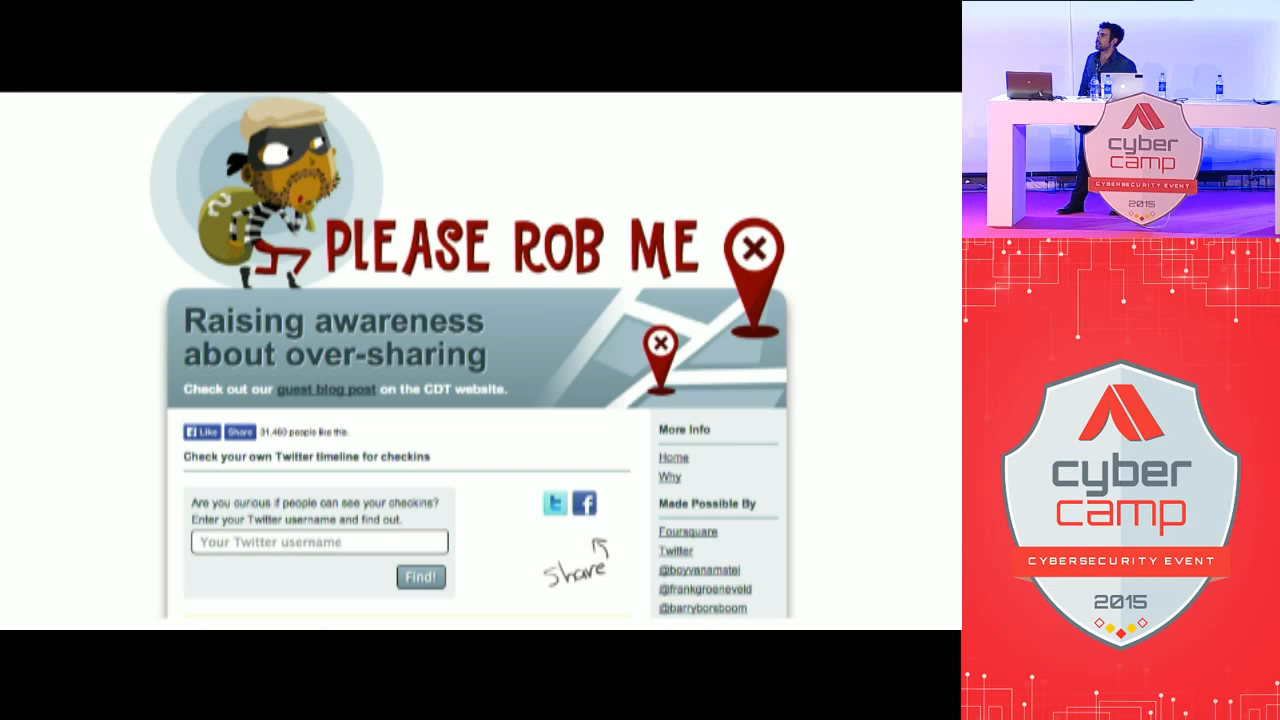 PLEASE ROB ME
Raising awareness
about over-sharing
Check out our guest blog post on the CDT website.
Like Share 91,460 people like this.
Check your own Twitter timeline for checkins
Are you curious if people can see your checkins?
Enter your Twitter username and find out.
Your Twitter username
Find!
Share
More Info
Home
Why
Made Possible By
Foursquare
Twitter
@boyvanamstel
@frankgroeneveld
@barryborsboom
cyber
camp
CYBERSECURITY EVENT
2015
cyber
camp
CYBERSECURITY EVENT
2015